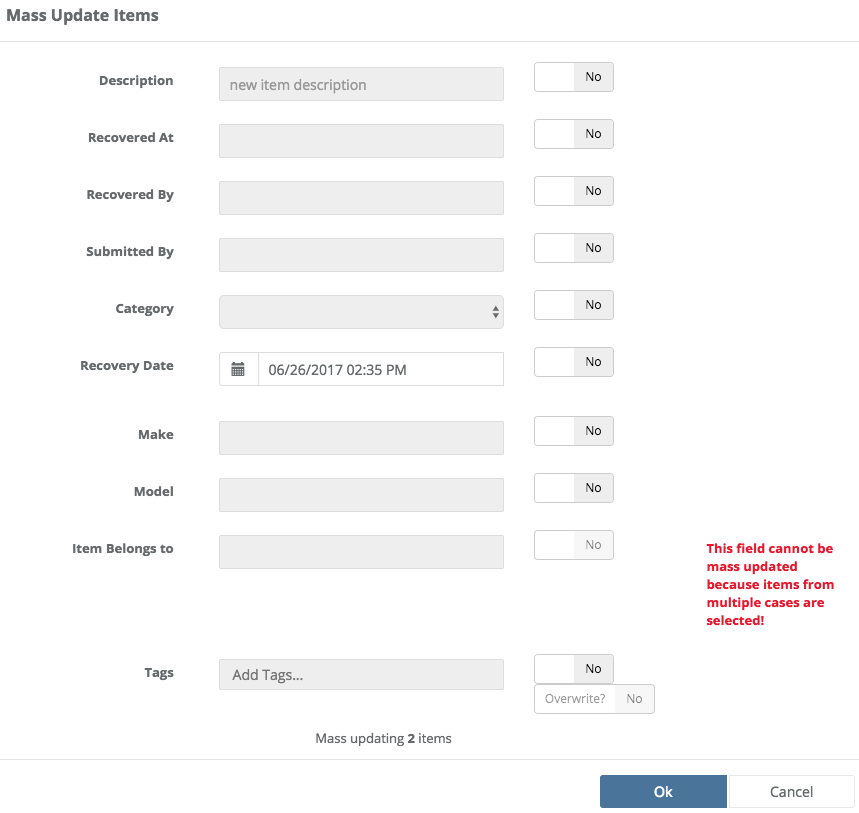 Mass Update Items
Description new item description No
Recovered At No
Recovered By No
Submitted By No
Category No
Recovery Date 06/26/2017 02:35 PM No
Make No
Model No
Item Belongs to No
This field cannot be
mass updated
because items from
multiple cases are
selected!
Tags Add Tags... No
Overwrite? No
Mass updating 2 items
Ok Cancel